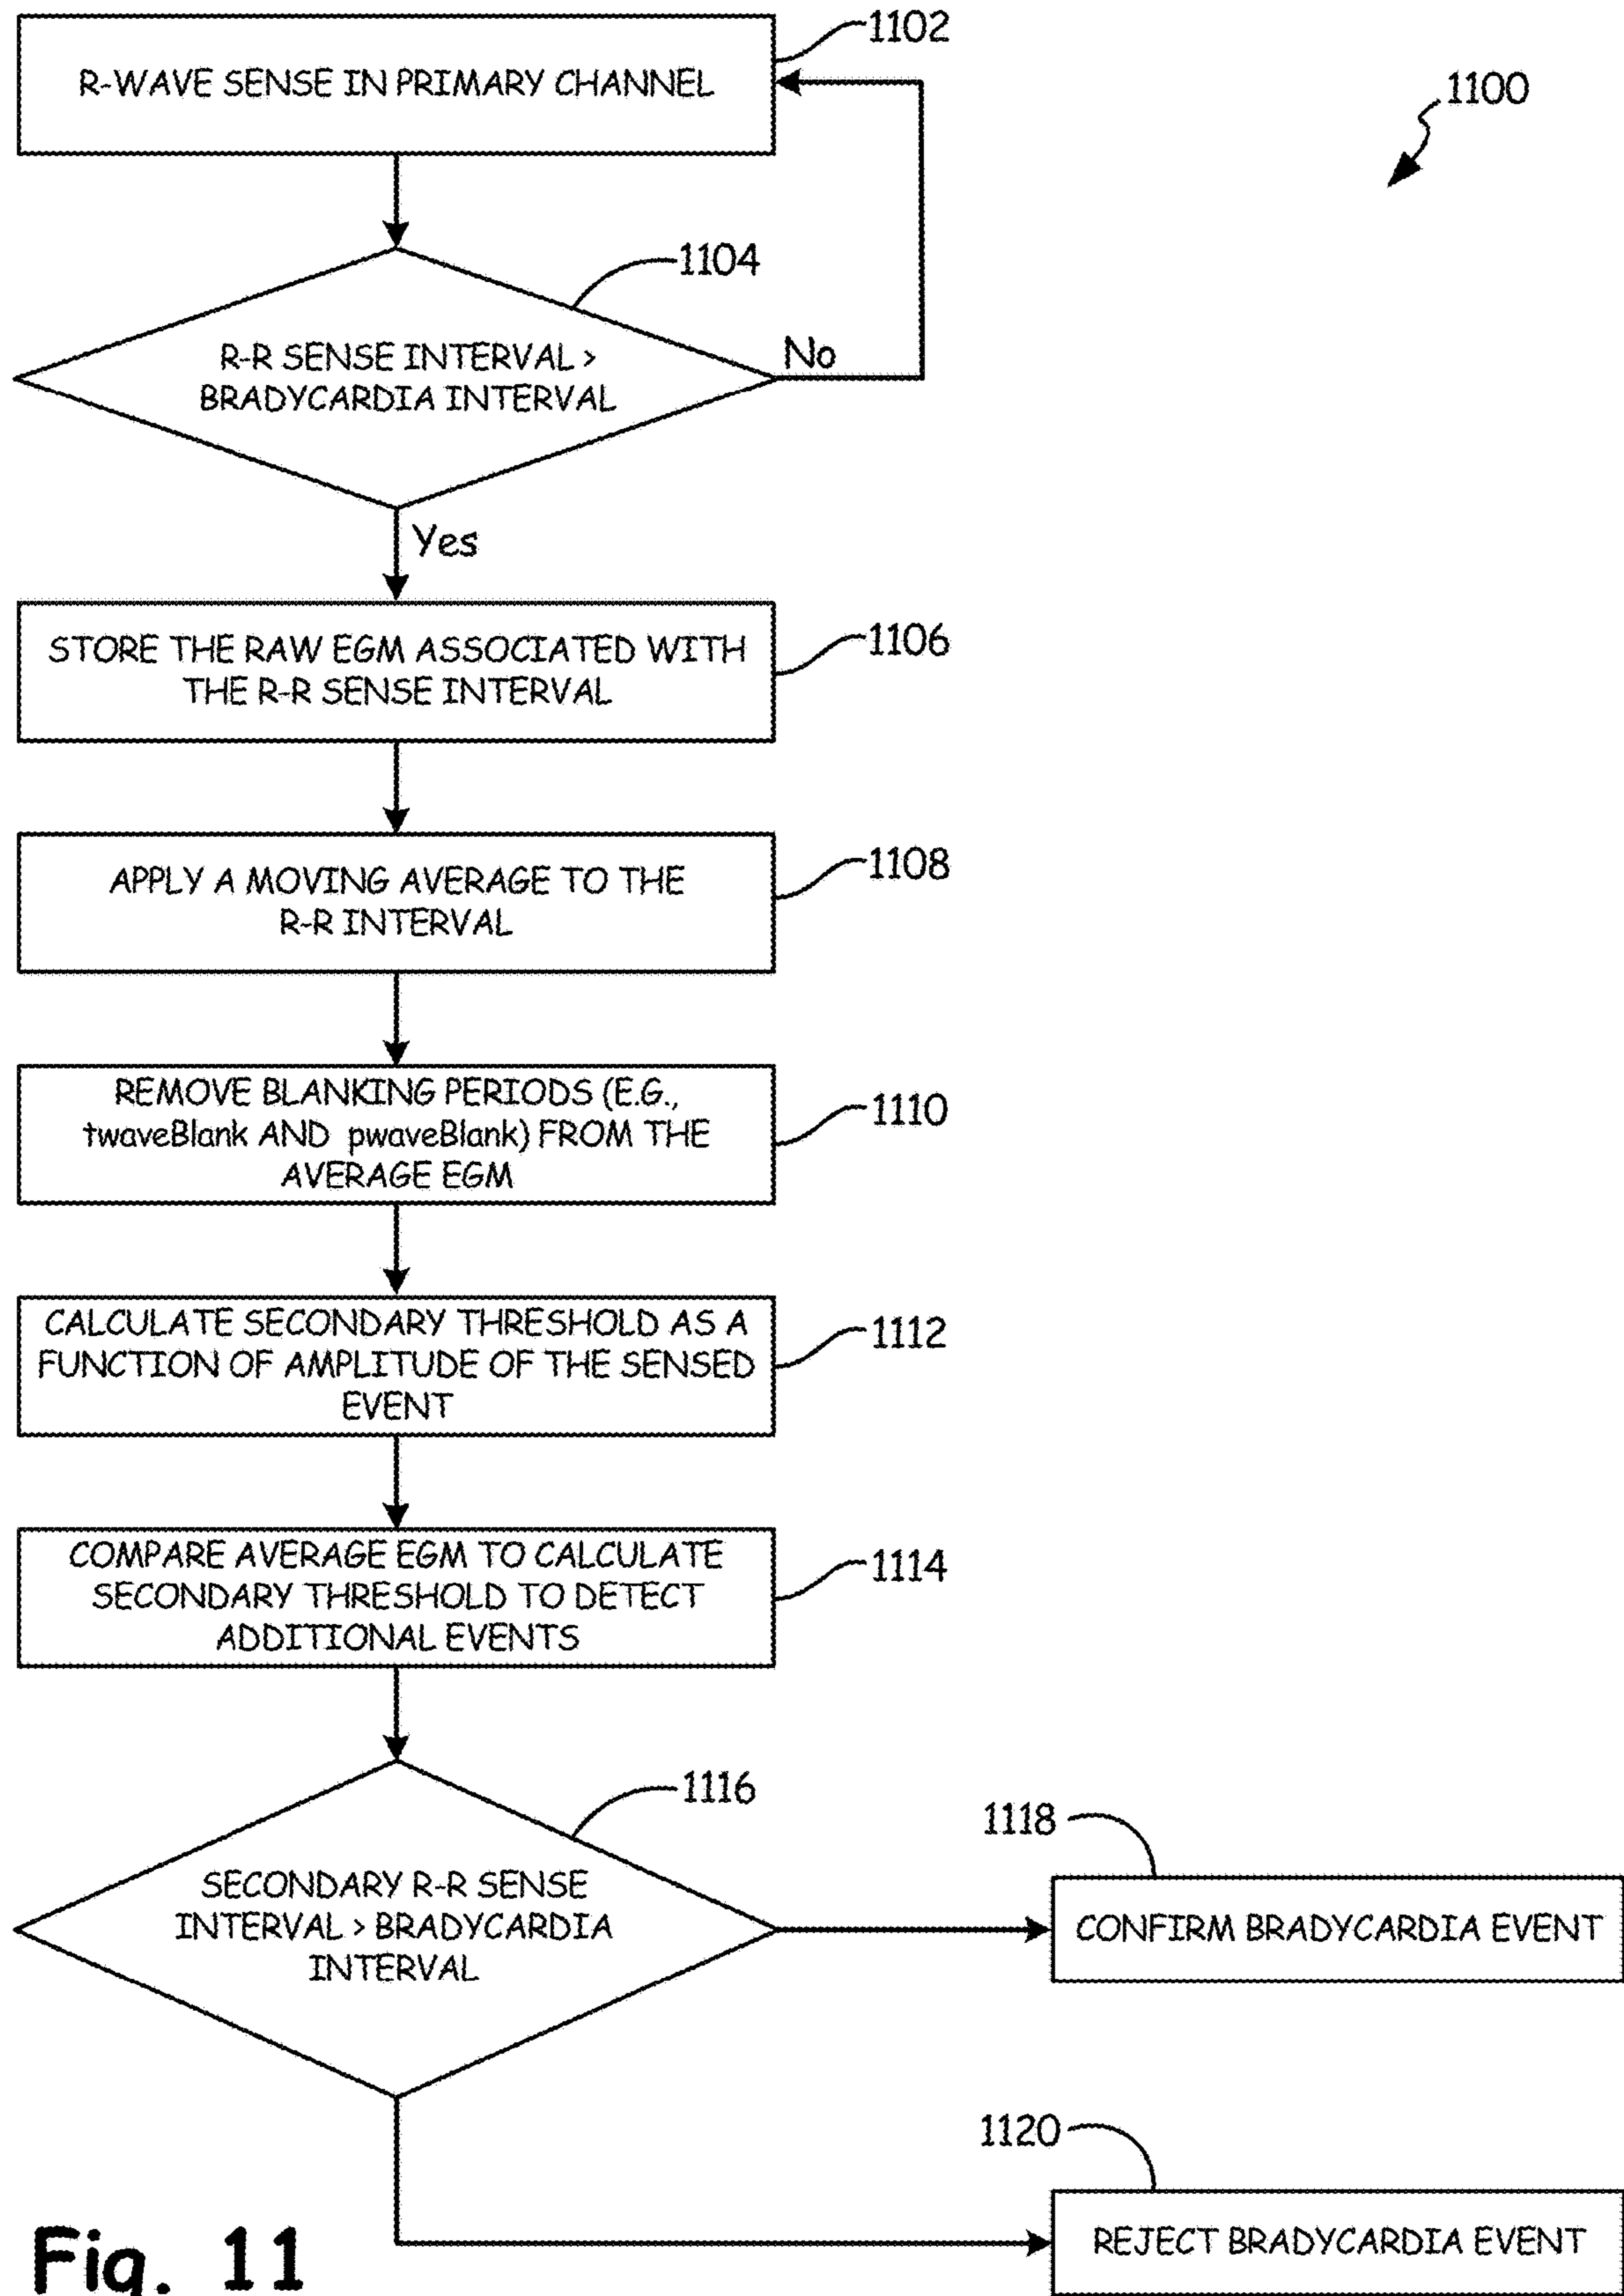 1102
R-WAVE SENSE IN PRIMARY CHANNEL
1100
1104
R-R SENSE INTERVAL >
BRADYCARDIA INTERVAL
No
Yes
1106
STORE THE RAW EGM ASSOCIATED WITH
THE R-R SENSE INTERVAL
1108
APPLY A MOVING AVERAGE TO THE
R-R INTERVAL
1110
REMOVE BLANKING PERIODS (E.G.,
twaveBlank AND pwaveBlank) FROM THE
AVERAGE EGM
1112
CALCULATE SECONDARY THRESHOLD AS A
FUNCTION OF AMPLITUDE OF THE SENSED
EVENT
1114
COMPARE AVERAGE EGM TO CALCULATE
SECONDARY THRESHOLD TO DETECT
ADDITIONAL EVENTS
1116
SECONDARY R-R SENSE
INTERVAL > BRADYCARDIA
INTERVAL
1118
CONFIRM BRADYCARDIA EVENT
1120
REJECT BRADYCARDIA EVENT
Fig. 11